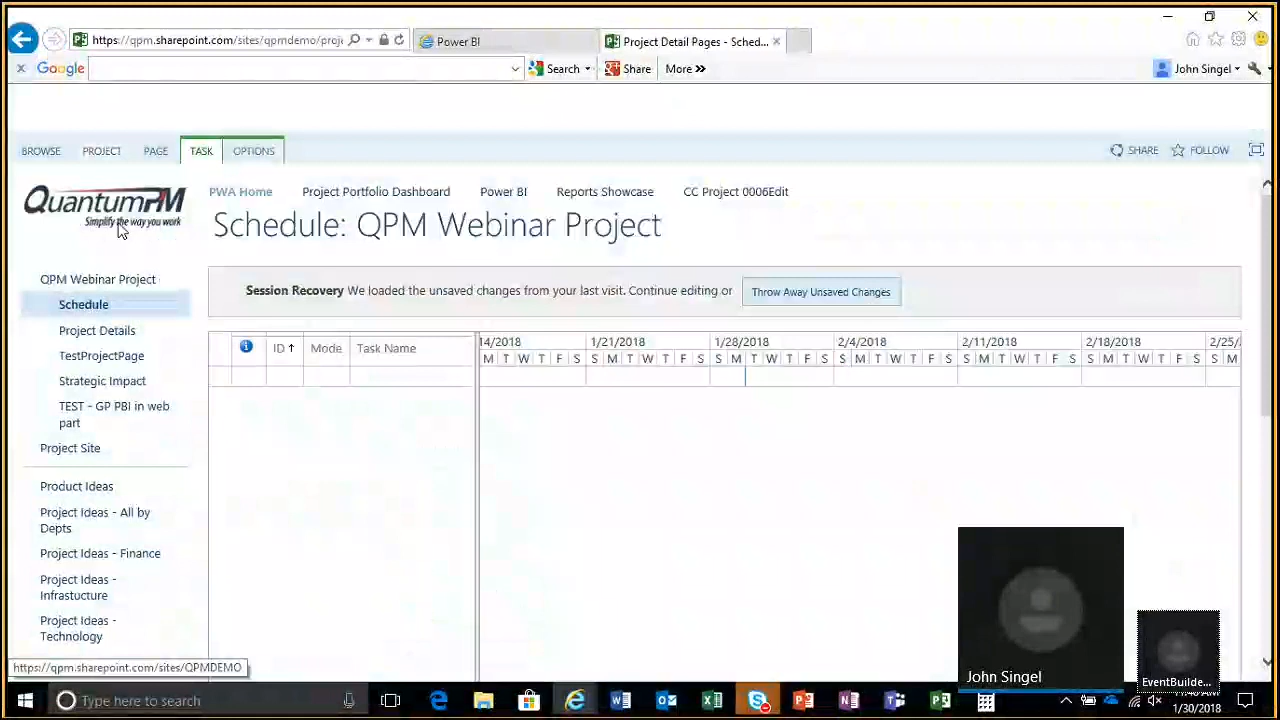 https://qpm.sharepoint.com/sites/qpmdemo/proje
Power BI
Project Detail Pages - Sched...
Google
Search
Share
More »
John Singel
BROWSE
PROJECT
PAGE
TASK
OPTIONS
SHARE
FOLLOW
QuantumPM
Simplify the way you work
PWA Home
Project Portfolio Dashboard
Power BI
Reports Showcase
CC Project 0006Edit
Schedule: QPM Webinar Project
Session Recovery We loaded the unsaved changes from your last visit. Continue editing or
Throw Away Unsaved Changes
QPM Webinar Project
Schedule
Project Details
TestProjectPage
Strategic Impact
TEST - GP PBI in web
part
Project Site
Product Ideas
Project Ideas - All by
Depts
Project Ideas - Finance
Project Ideas -
Infrastucture
Project Ideas -
Technology
ID
Mode
Task Name
14/2018
1/21/2018
1/28/2018
2/4/2018
2/11/2018
2/18/2018
2/25/
M T W T F S
S M T W T F S
S M T W T F S
S M T W T F S
S M T W T F S
S M T W T F S
S M
https://qpm.sharepoint.com/sites/QPMDEMO
John Singel
EventBuilde...
Type here to search
1/30/2018